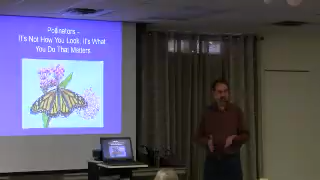 Pollinators -
It's Not How You Look, It's What
You Do That Matters